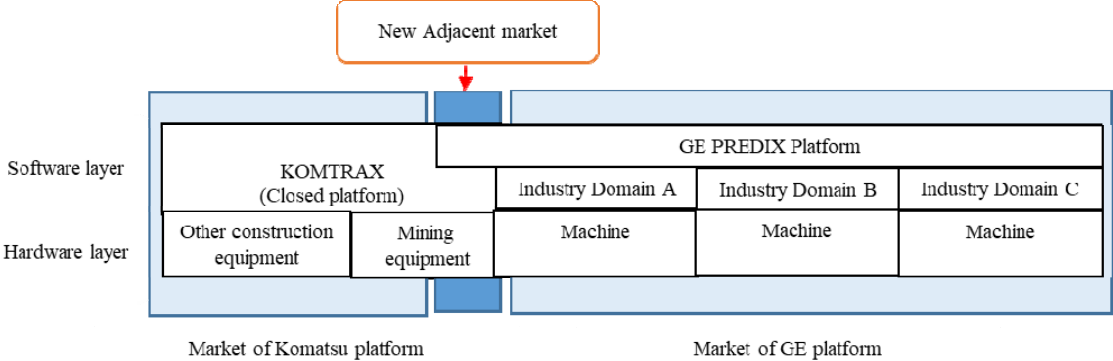 New Adjacent market
GE PREDIX Platform
Software layer
KOMTRAX
(Closed platform)
Industry Domain A
Industry Domain B
Industry Domain C
Hardware layer
Other construction
equipment
Mining
equipment
Machine
Machine
Machine
Market of Komatsu platform
Market of GE platform